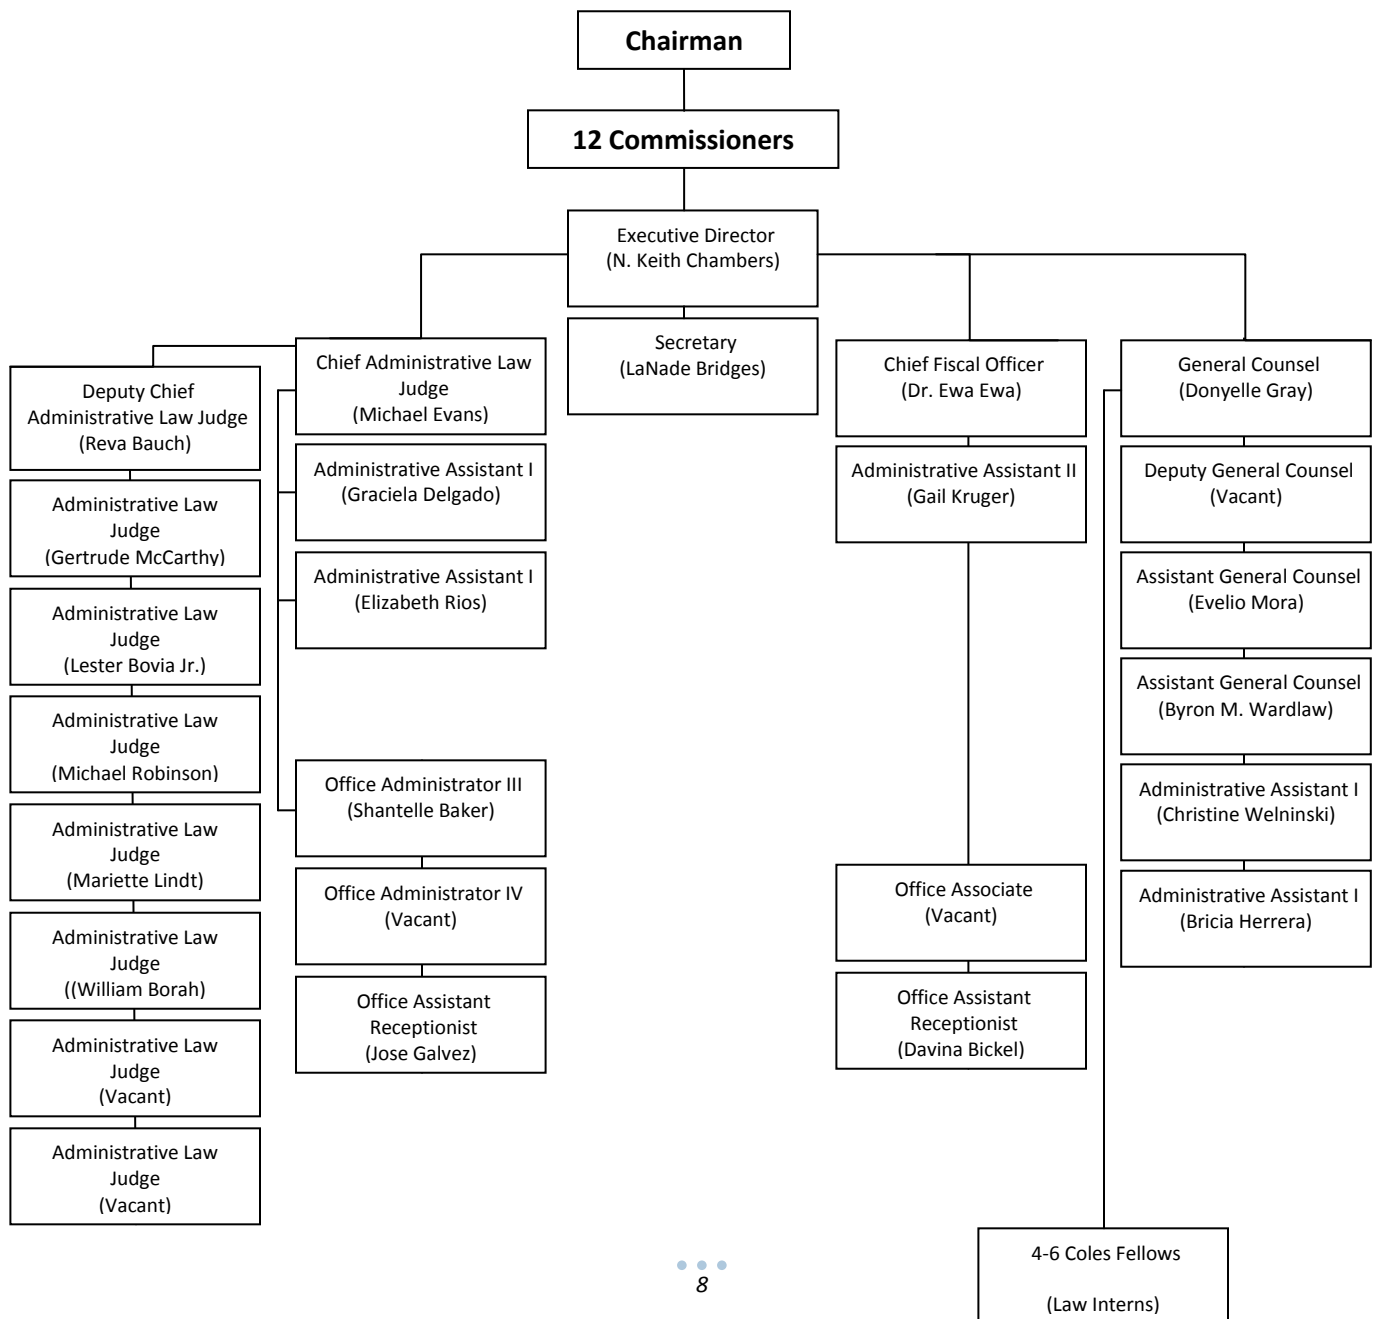 Chairman
12 Commissioners
Executive Director
(N. Keith Chambers)
Secretary
(LaNade Bridges)
Deputy Chief
Administrative Law Judge
(Reva Bauch)
Administrative Law
Judge
(Gertrude McCarthy)
Administrative Law
Judge
(Lester Bovia Jr.)
Administrative Law
Judge
(Michael Robinson)
Administrative Law
Judge
(Mariette Lindt)
Administrative Law
Judge
((William Borah)
Administrative Law
Judge
(Vacant)
Administrative Law
Judge
(Vacant)
Chief Administrative Law
Judge
(Michael Evans)
Administrative Assistant I
(Graciela Delgado)
Administrative Assistant I
(Elizabeth Rios)
Office Administrator III
(Shantelle Baker)
Office Administrator IV
(Vacant)
Office Assistant
Receptionist
(Jose Galvez)
Chief Fiscal Officer
(Dr. Ewa Ewa)
Administrative Assistant II
(Gail Kruger)
Office Associate
(Vacant)
Office Assistant
Receptionist
(Davina Bickel)
General Counsel
(Donyelle Gray)
Deputy General Counsel
(Vacant)
Assistant General Counsel
(Evelio Mora)
Assistant General Counsel
(Byron M. Wardlaw)
Administrative Assistant I
(Christine Welninski)
Administrative Assistant I
(Bricia Herrera)
4-6 Coles Fellows
(Law Interns)
8